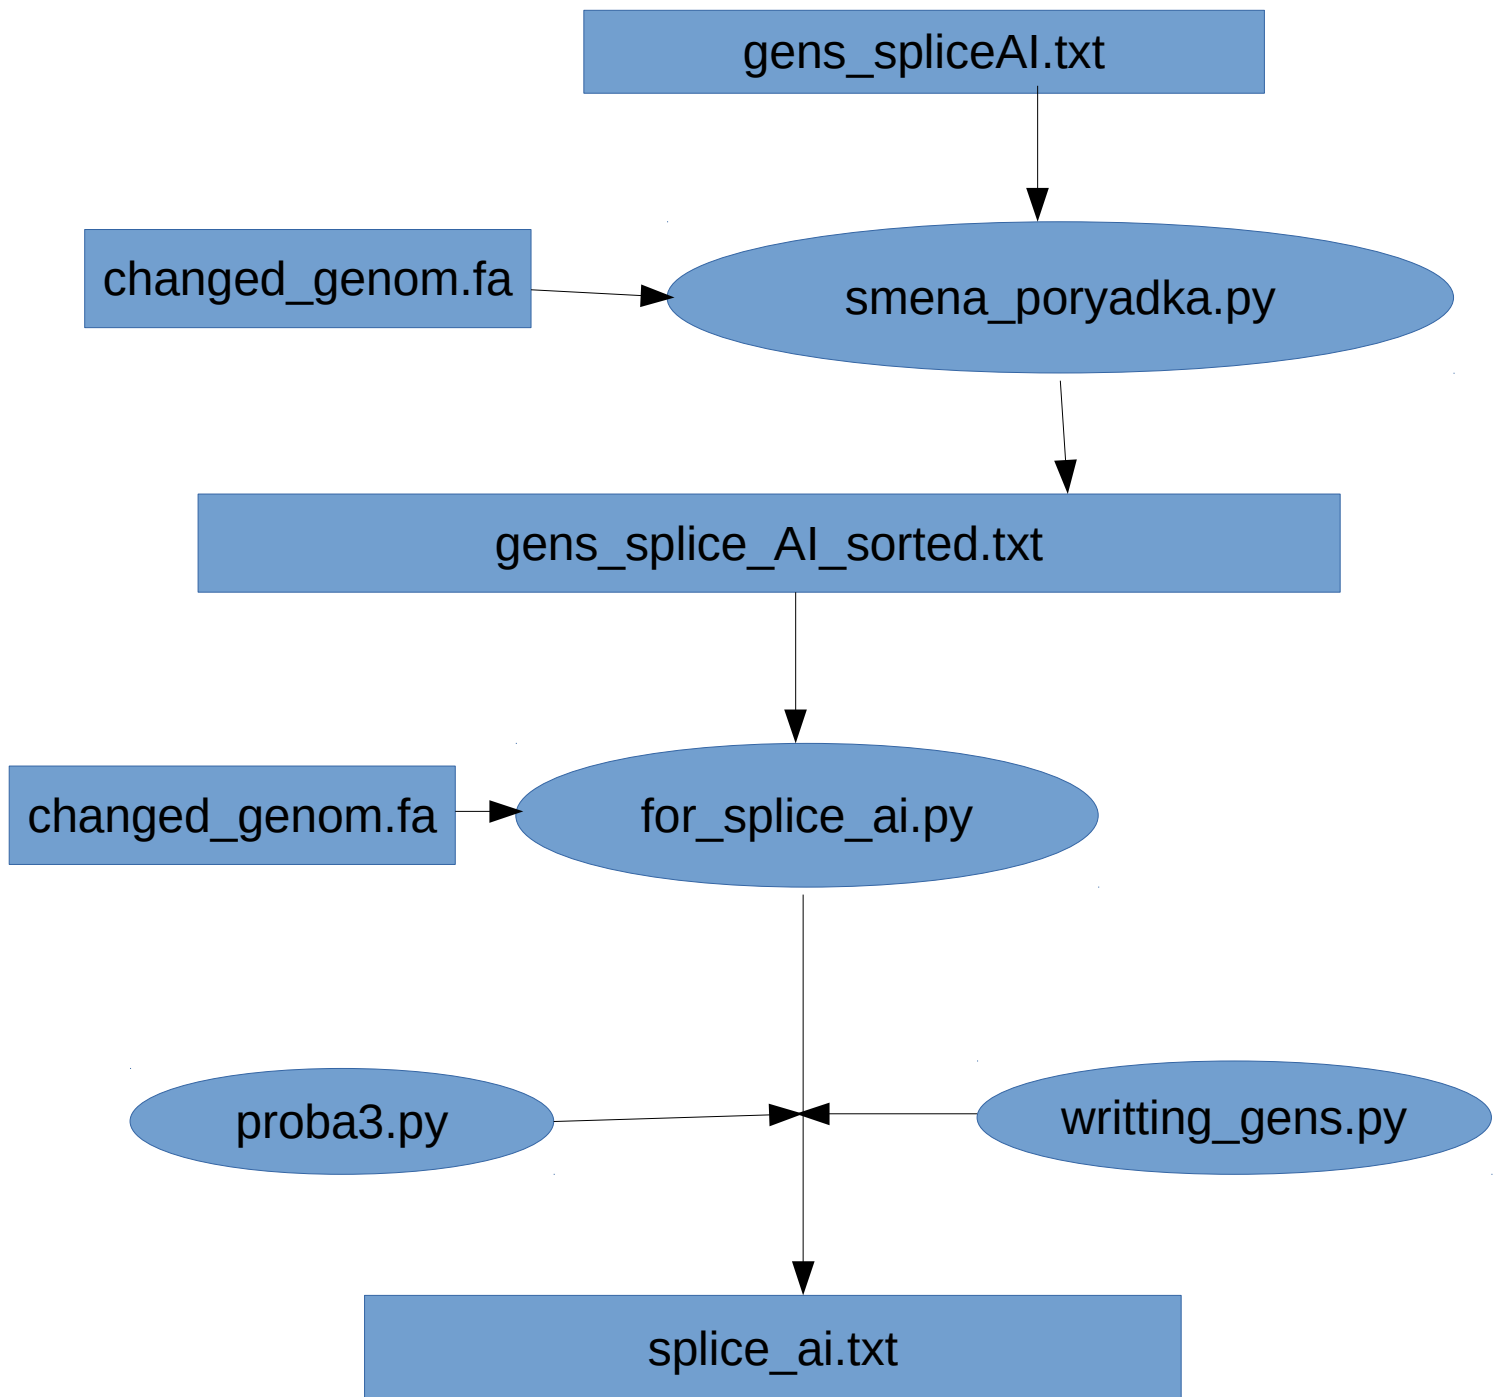 gens_spliceAI.txt
changed_genom.fa
smena_poryadka.py
gens_splice_AI_sorted.txt
changed_genom.fa
for_splice_ai.py
proba3.py
writting_gens.py
splice_ai.txt